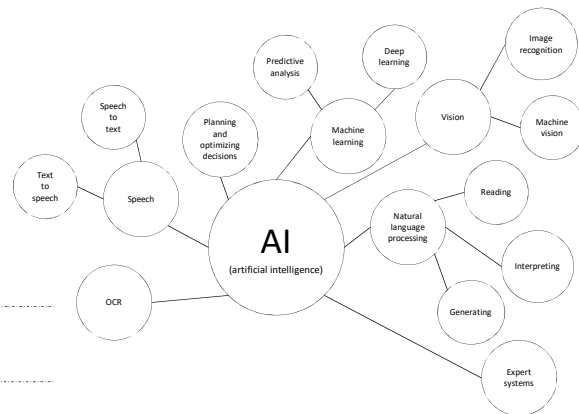 Image
recognition
Deep
learning
Predictive
analysis
Vision
Machine
vision
Machine
learning
Speech
to
text
Planning
and
optimizing
decisions
Text
to
speech
Speech
Reading
Natural
language
processing
AI
(artificial intelligence)
Interpreting
OCR
Generating
Expert
systems